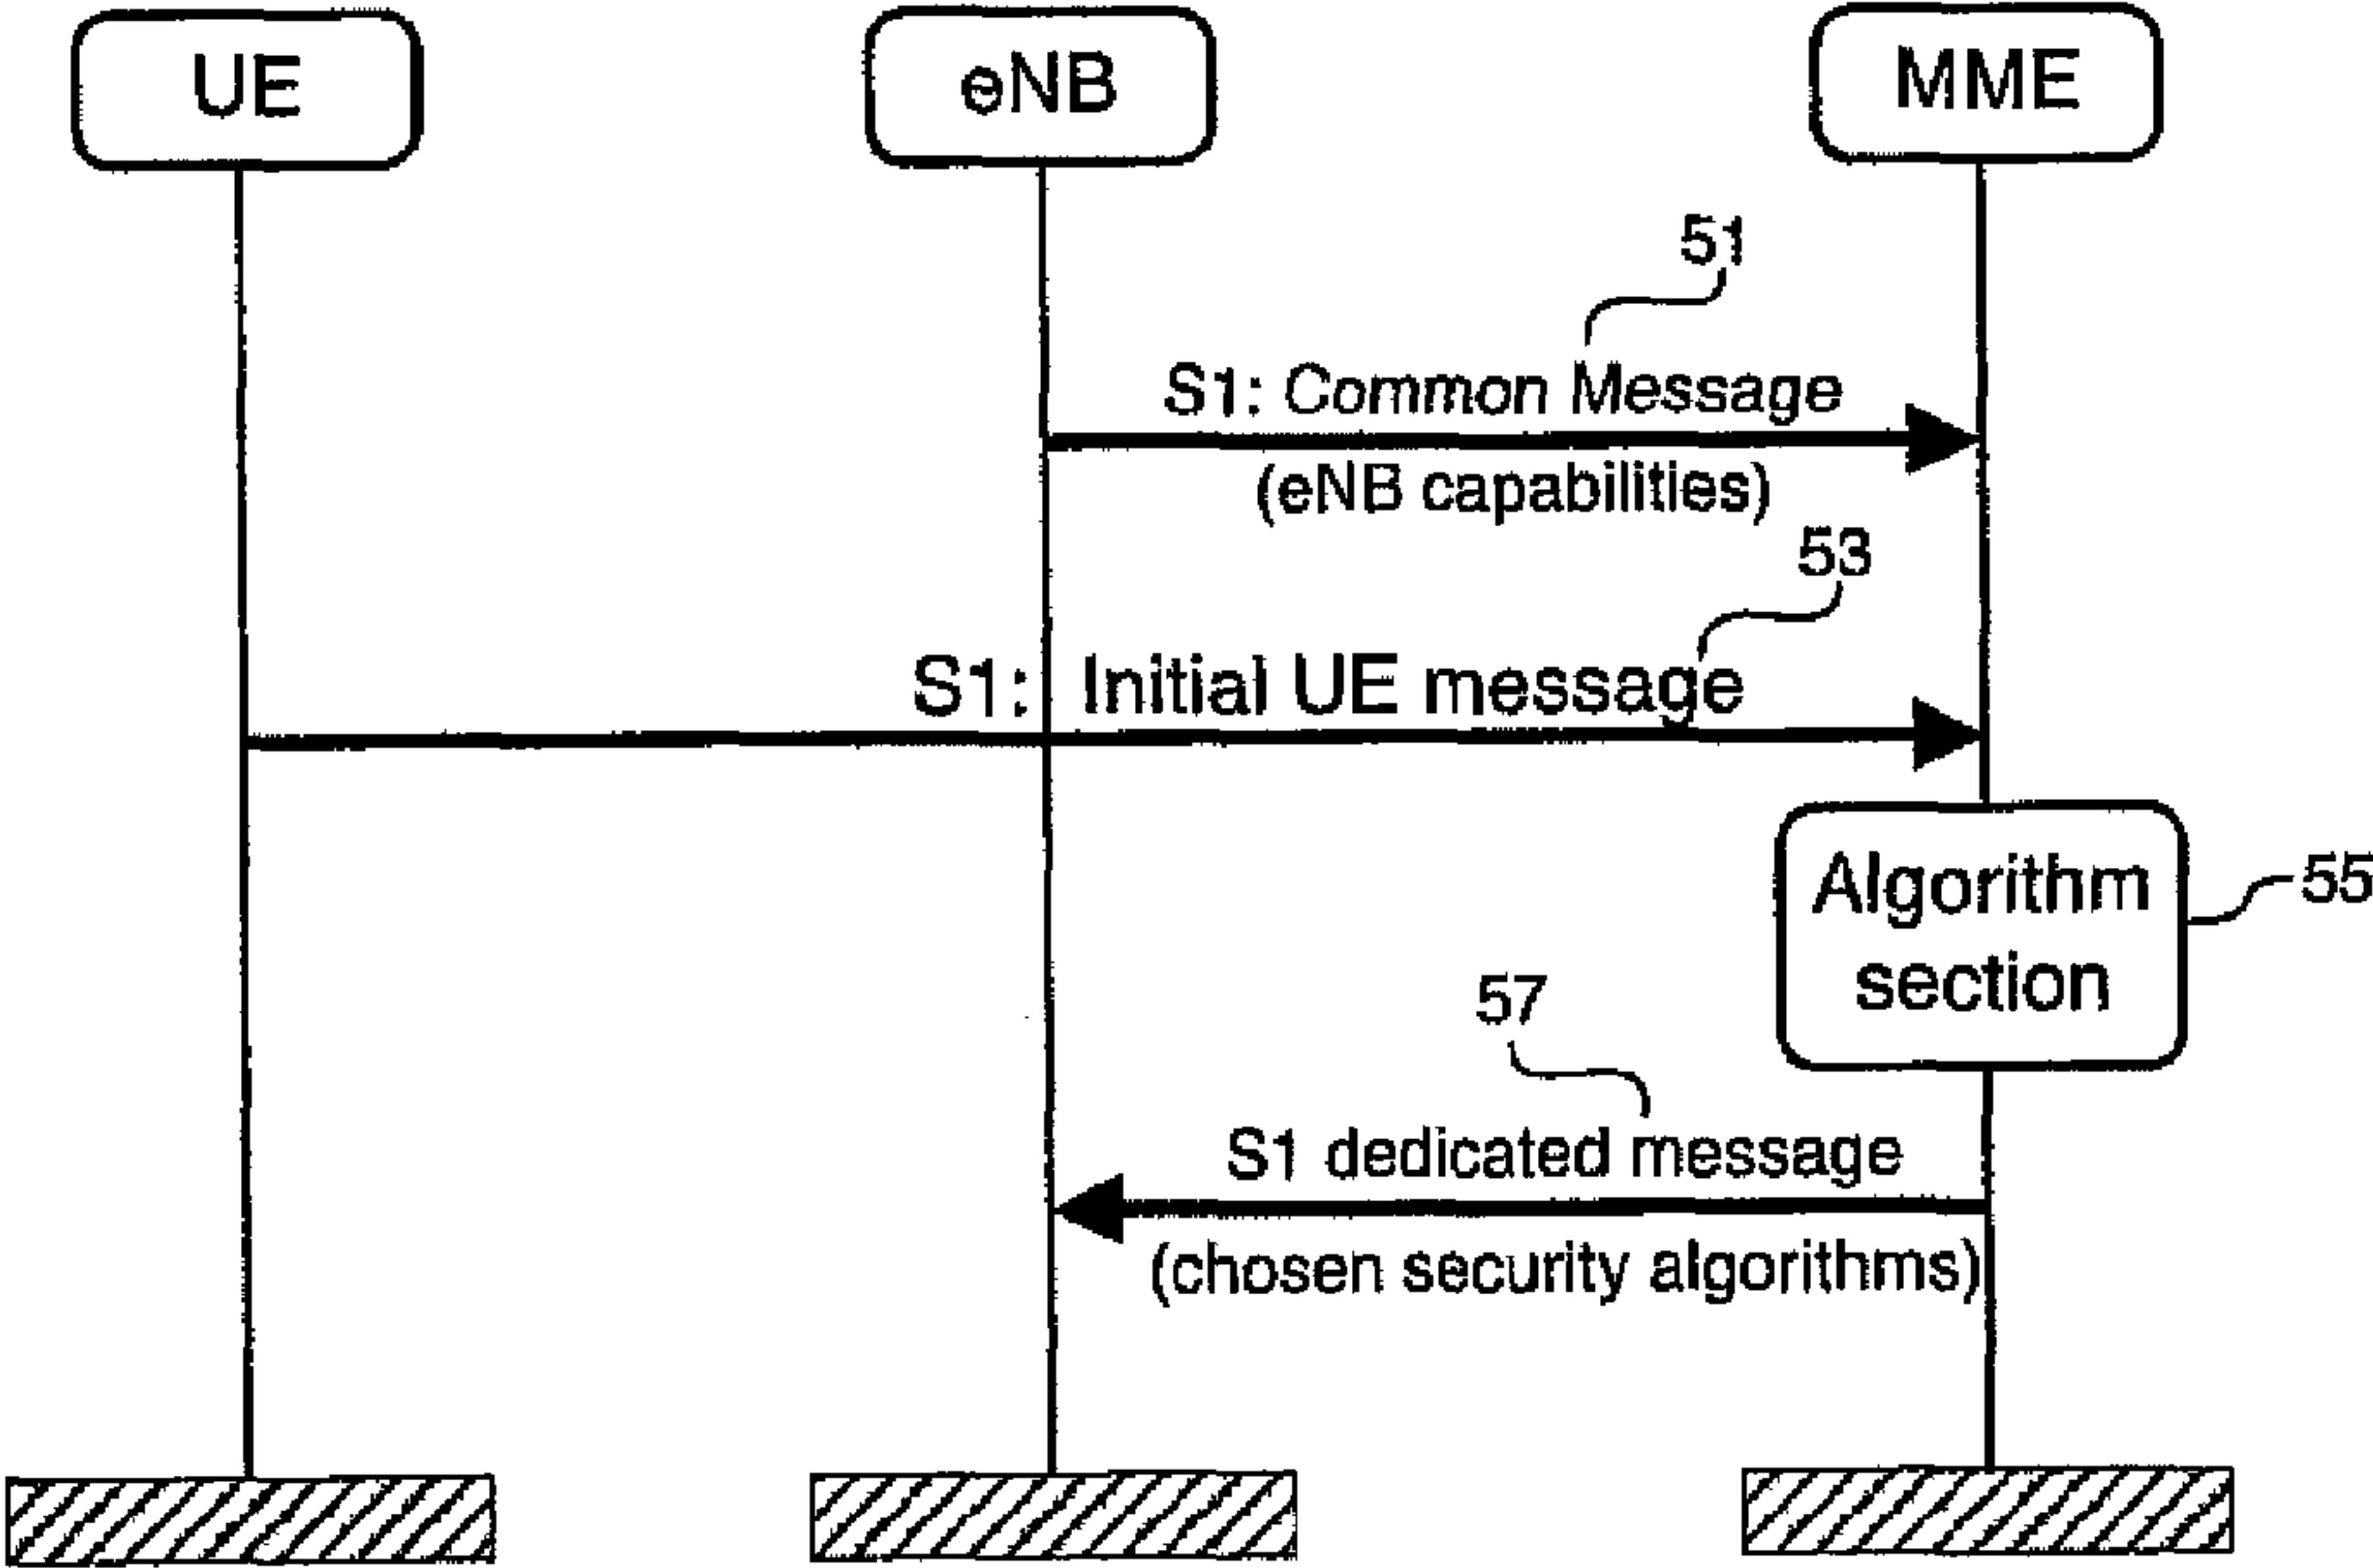 UE
eNB
MME
51
S1: Common Message
(eNB capabilities)
53
S1: Initial UE message
Algorithm
section
55
57
S1 dedicated message
(chosen security algorithms)